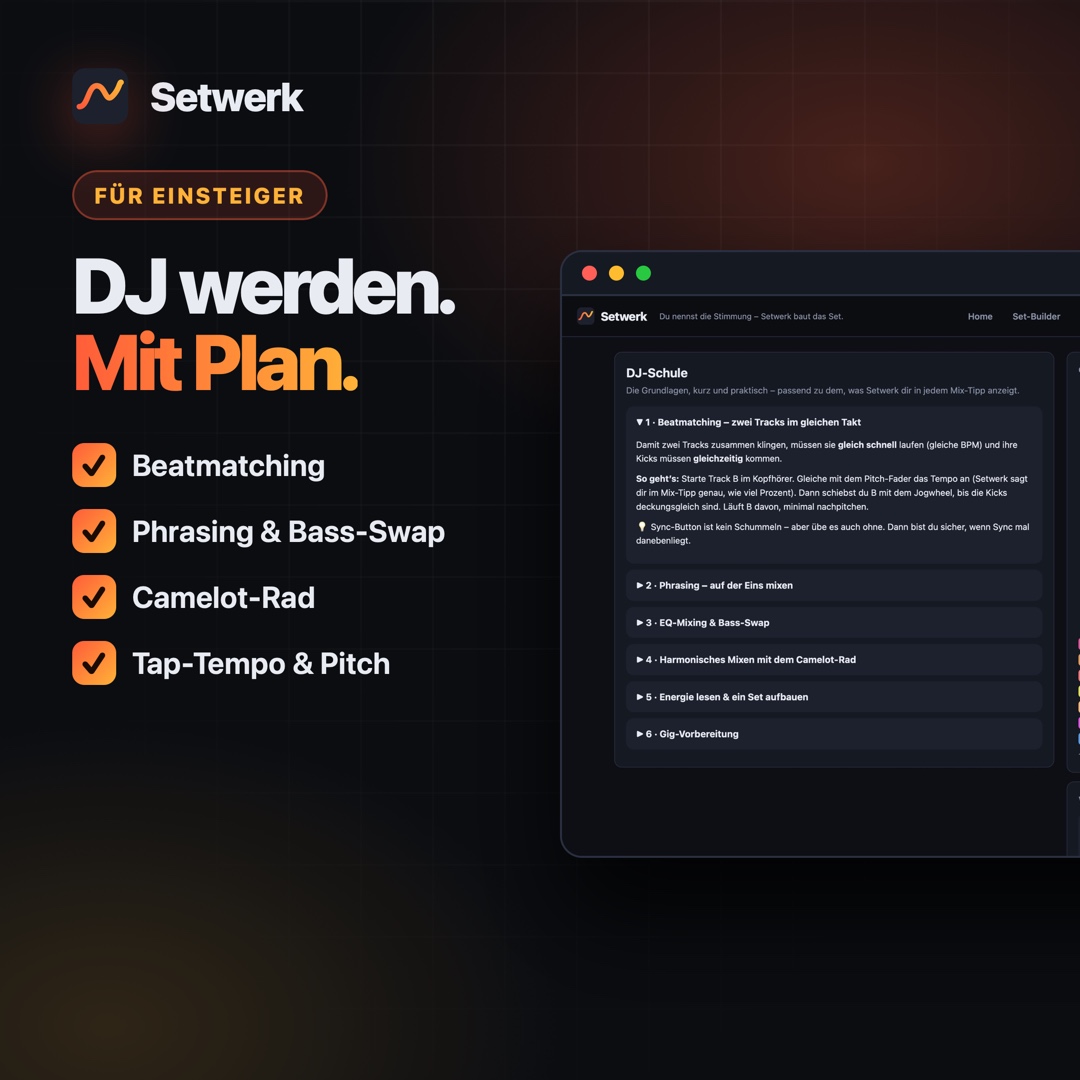 Setwerk
FÜR EINSTEIGER
DJ werden.
Mit Plan.
Beatmatching
Phrasing & Bass-Swap
Camelot-Rad
Tap-Tempo & Pitch
Setwerk Du nennst die Stimmung – Setwerk baut das Set. Home Set-Builder
DJ-Schule
Die Grundlagen, kurz und praktisch – passend zu dem, was Setwerk dir in jedem Mix-Tipp anzeigt.
▼ 1 · Beatmatching – zwei Tracks im gleichen Takt
Damit zwei Tracks zusammen klingen, müssen sie gleich schnell laufen (gleiche BPM) und ihre
Kicks müssen gleichzeitig kommen.
So geht's: Starte Track B im Kopfhörer. Gleiche mit dem Pitch-Fader das Tempo an (Setwerk sagt
dir im Mix-Tipp genau, wie viel Prozent). Dann schiebst du B mit dem Jogwheel, bis die Kicks
deckungsgleich sind. Läuft B davon, minimal nachpitchen.
💡 Sync-Button ist kein Schummeln – aber übe es auch ohne. Dann bist du sicher, wenn Sync mal
danebenliegt.
▶ 2 · Phrasing – auf der Eins mixen
▶ 3 · EQ-Mixing & Bass-Swap
▶ 4 · Harmonisches Mixen mit dem Camelot-Rad
▶ 5 · Energie lesen & ein Set aufbauen
▶ 6 · Gig-Vorbereitung